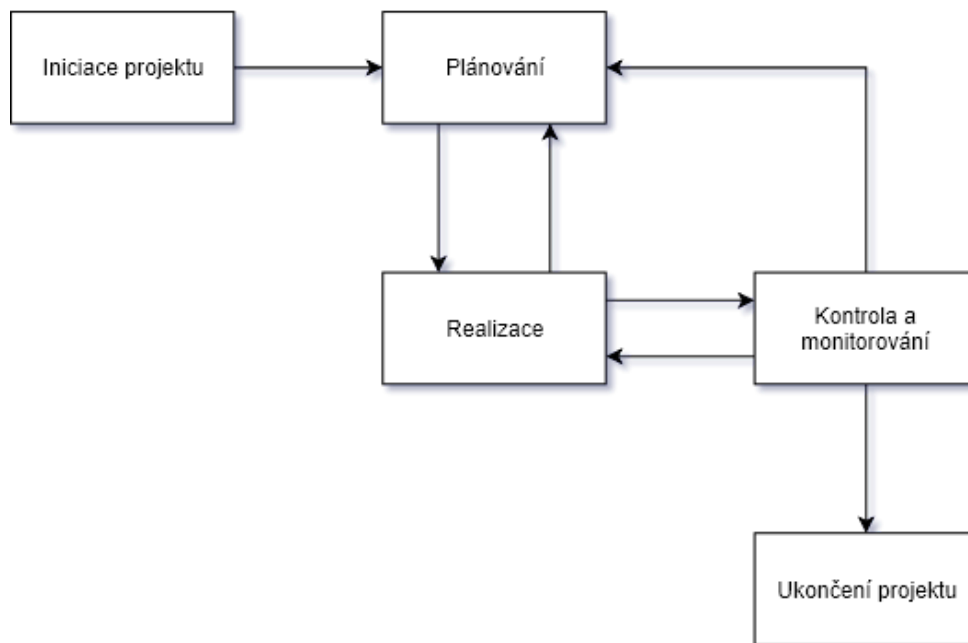 Iniciace projektu
Plánování
Realizace
Kontrola a
monitorování
Ukončení projektu